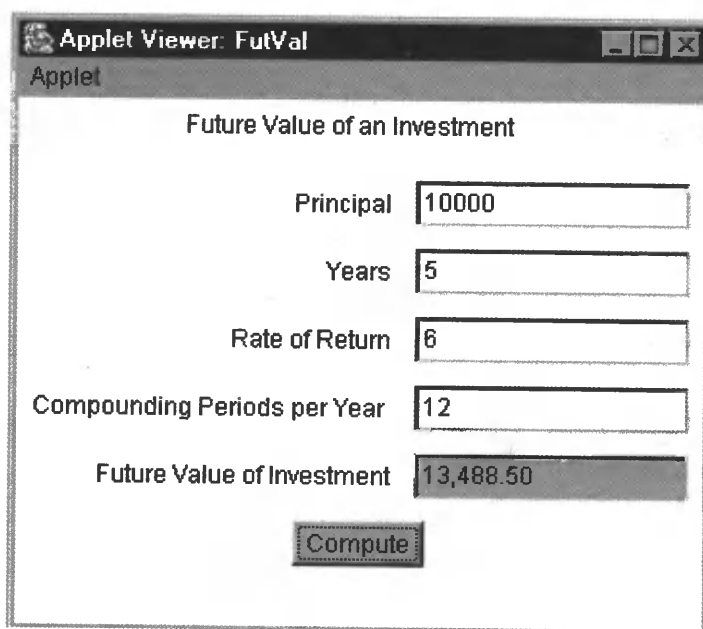 Applet Viewer: FutVal
Applet
Future Value of an Investment
Principal 10000
Years 5
Rate of Return 6
Compounding Periods per Year 12
Future Value of Investment 13,488.50
Compute